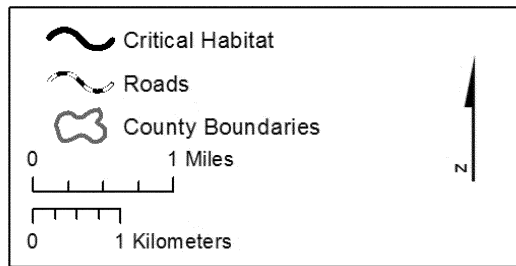 Critical Habitat
Roads
County Boundaries
0 1 Miles
0 1 Kilometers
N